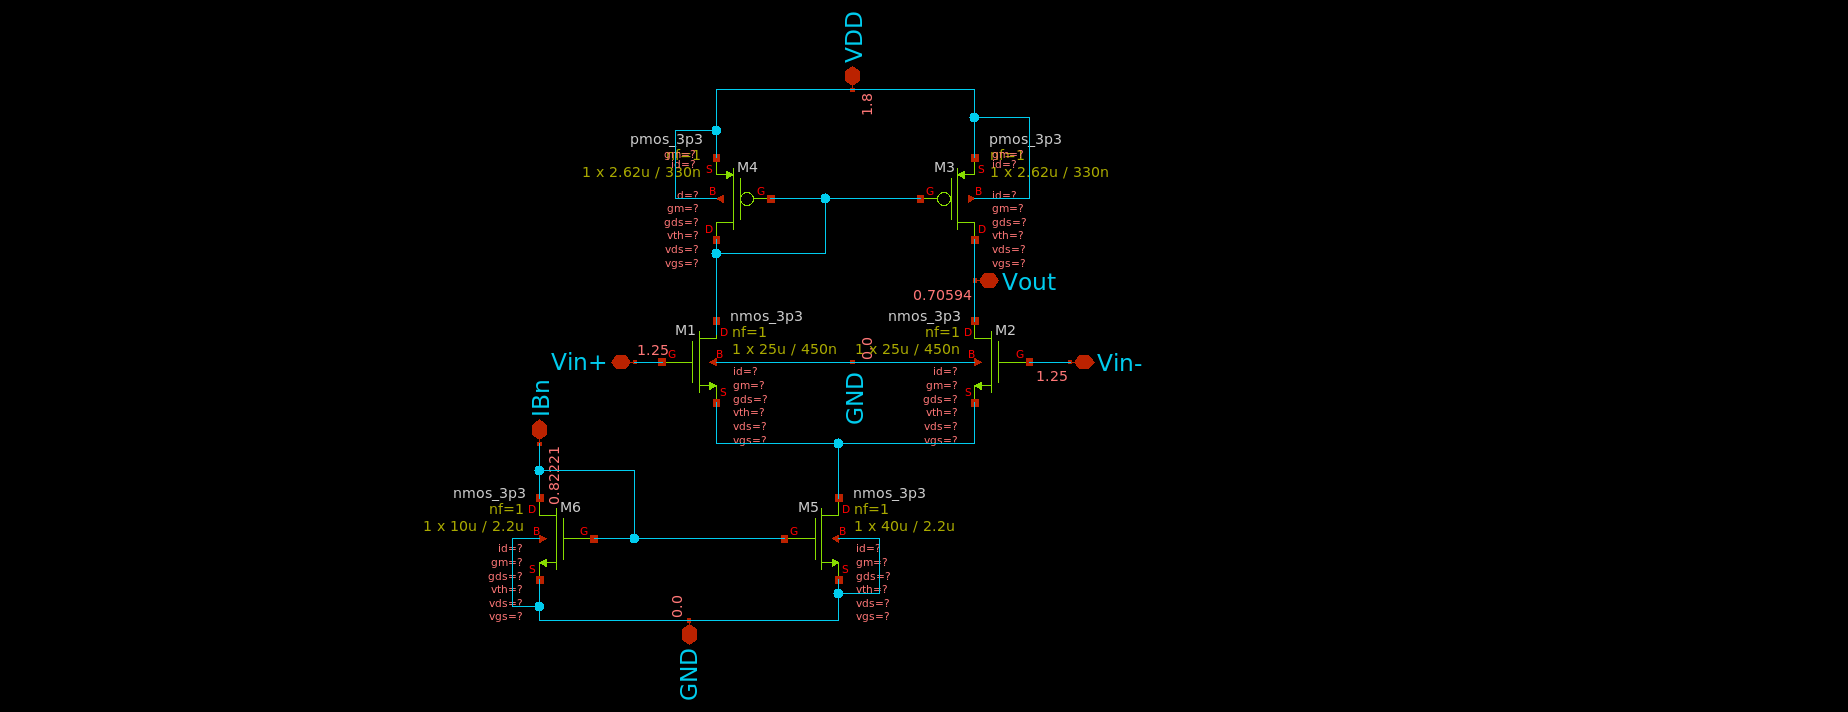 VDD
1.8
pmos_3p3
nf=1
gm=?
id=?
1 x 2.62u / 330n
M4
S
B
G
D
id=?
gm=?
gds=?
vth=?
vds=?
vgs=?
pmos_3p3
nf=1
gm=?
id=?
1 x 2.62u / 330n
M3
S
B
G
D
id=?
gm=?
gds=?
vth=?
vds=?
vgs=?
Vout
0.70594
M1
nmos_3p3
nf=1
1 x 25u / 450n
D
G
B
S
Vin+
1.25
id=?
gm=?
gds=?
vth=?
vds=?
vgs=?
0.0
GND
nmos_3p3
nf=1
1 x 25u / 450n
M2
D
B
G
S
Vin-
1.25
id=?
gm=?
gds=?
vth=?
vds=?
vgs=?
IBn
0.82221
nmos_3p3
nf=1
1 x 10u / 2.2u
M6
D
B
G
S
id=?
gm=?
gds=?
vth=?
vds=?
vgs=?
M5
nmos_3p3
nf=1
1 x 40u / 2.2u
D
G
B
S
id=?
gm=?
gds=?
vth=?
vds=?
vgs=?
0.0
GND